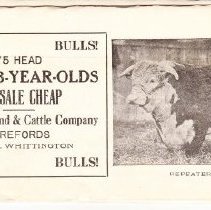 BULLS!
75 HEAD
3-YEAR-OLDS
SALE CHEAP
nd & Cattle Company
REFORDS
WHITTINGTON
BULLS!
REPEATER